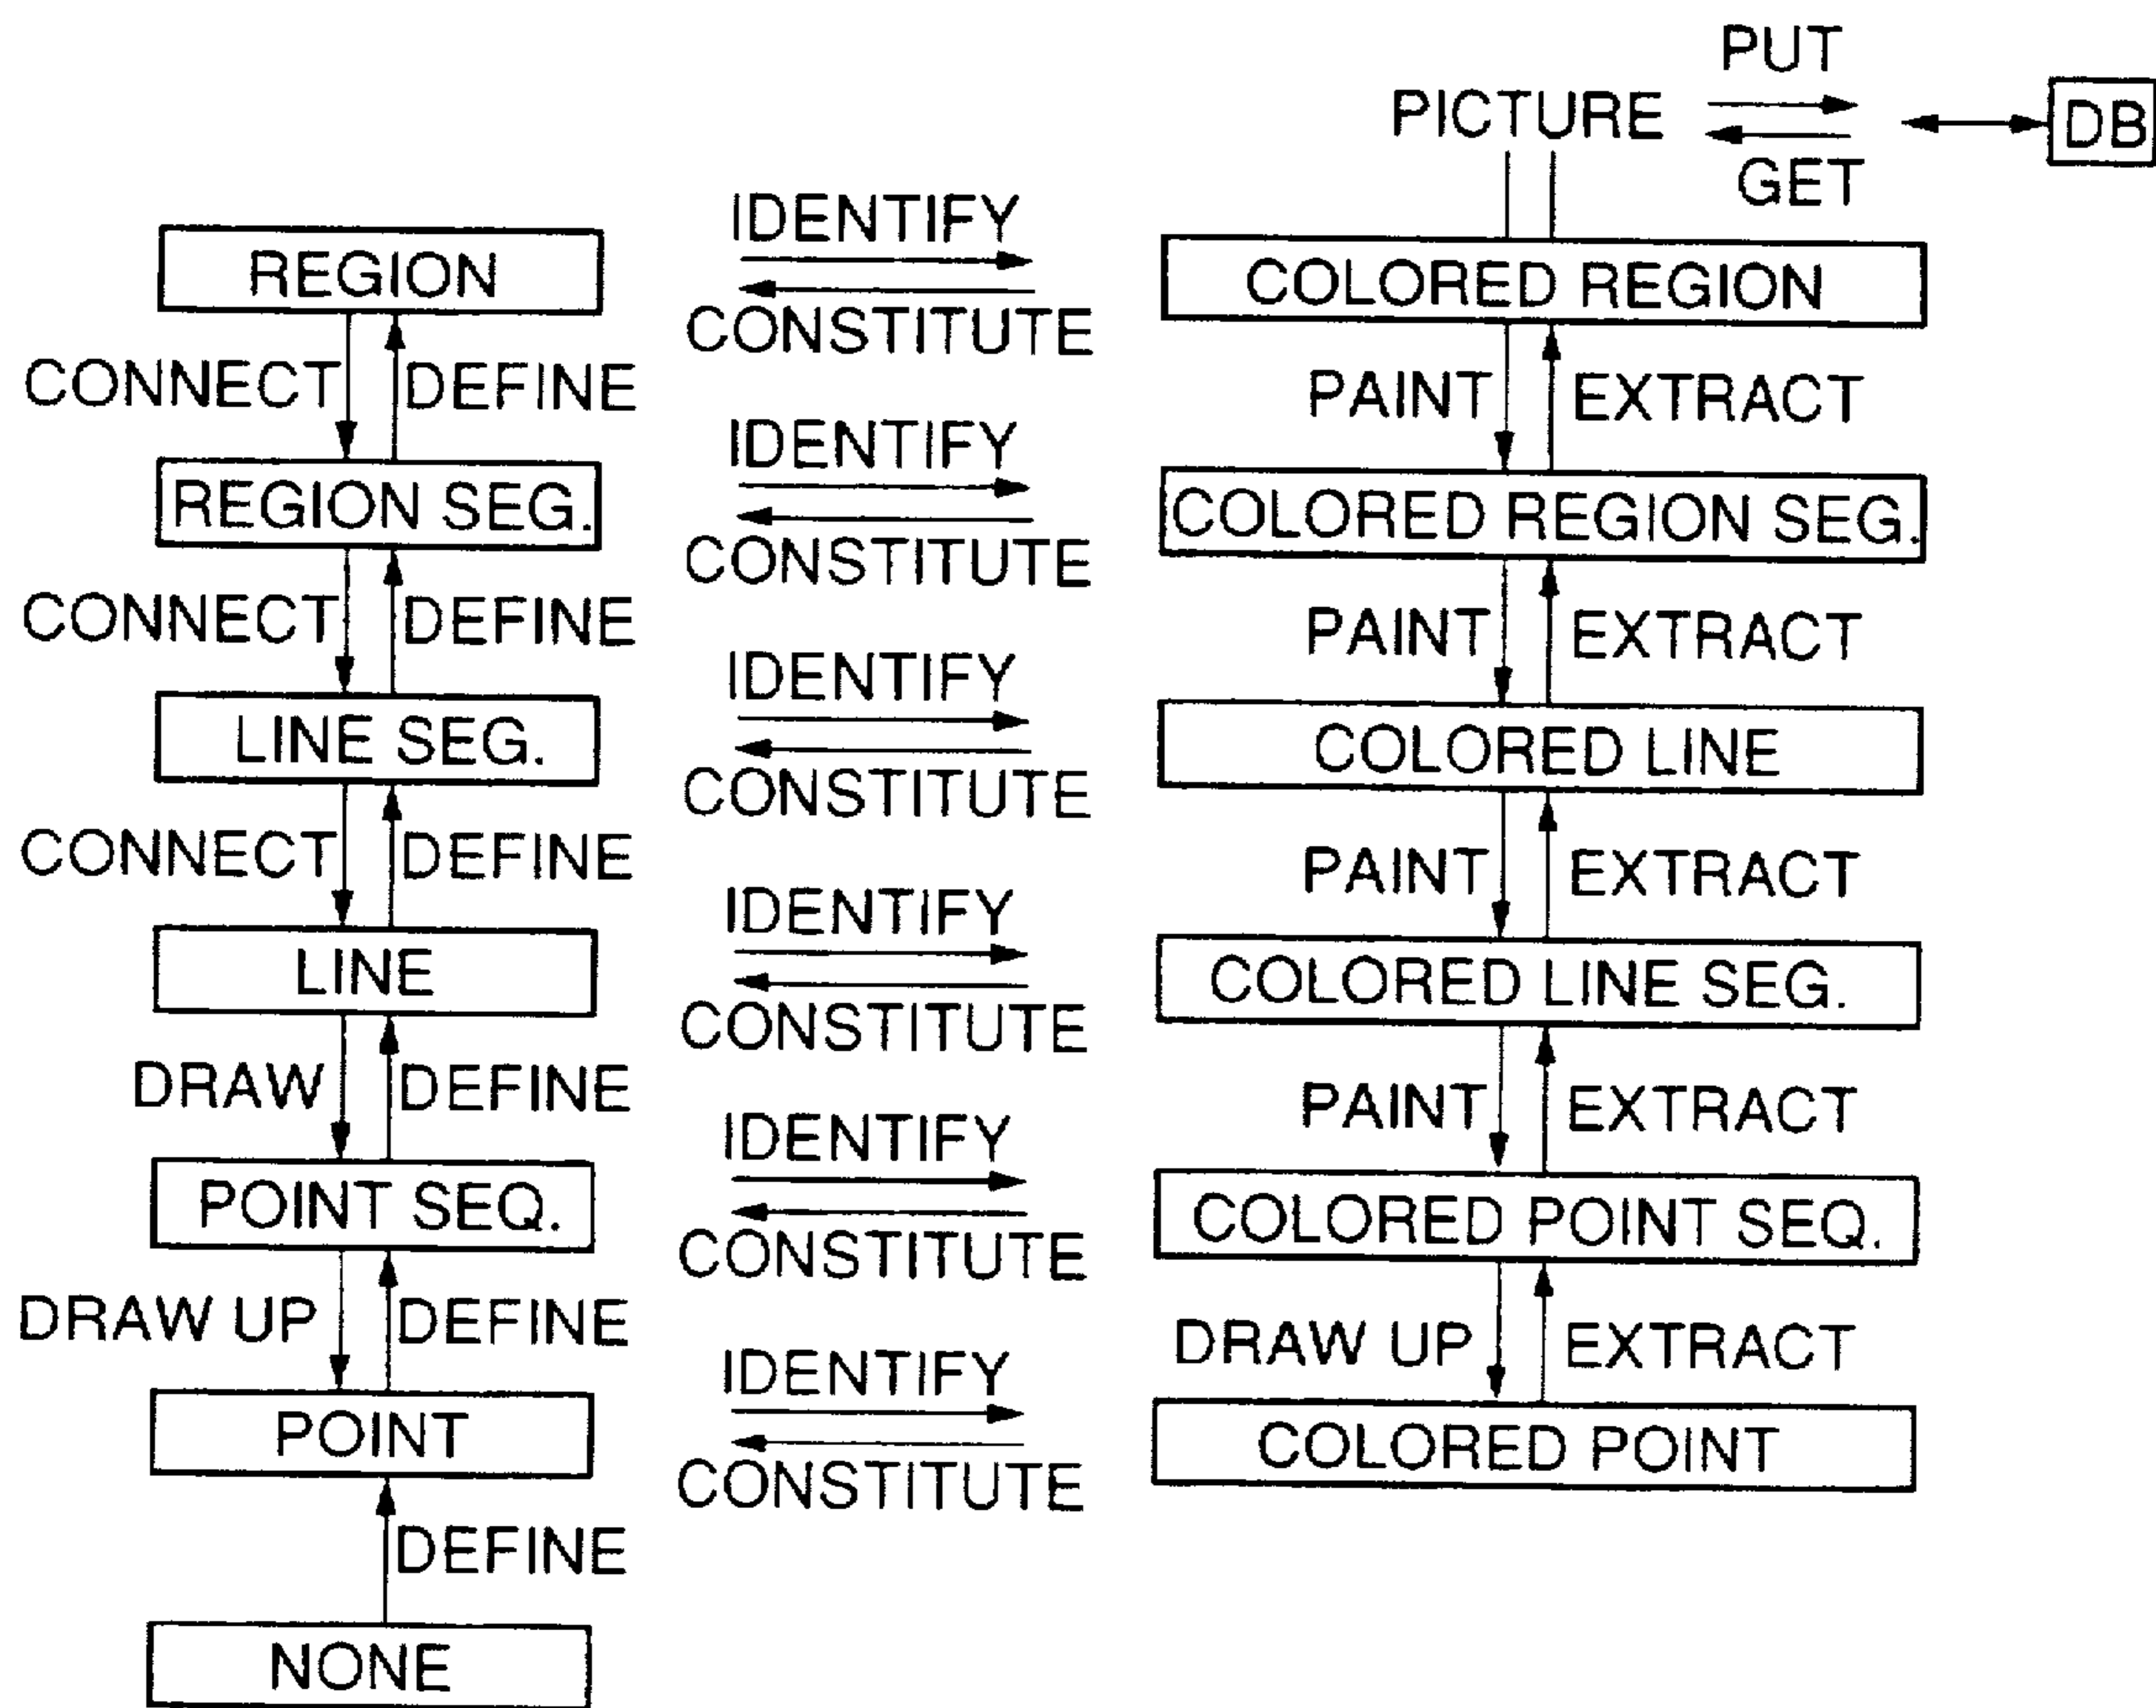 PUT
PICTURE
DB
GET
IDENTIFY
REGION
COLORED REGION
CONSTITUTE
CONNECT DEFINE
PAINT EXTRACT
IDENTIFY
REGION SEG.
COLORED REGION SEG.
CONSTITUTE
CONNECT DEFINE
PAINT EXTRACT
IDENTIFY
LINE SEG.
COLORED LINE
CONSTITUTE
CONNECT DEFINE
PAINT EXTRACT
IDENTIFY
LINE
COLORED LINE SEG.
CONSTITUTE
DRAW DEFINE
PAINT EXTRACT
IDENTIFY
POINT SEQ.
COLORED POINT SEQ.
CONSTITUTE
DRAW UP DEFINE
DRAW UP EXTRACT
IDENTIFY
POINT
COLORED POINT
CONSTITUTE
DEFINE
NONE